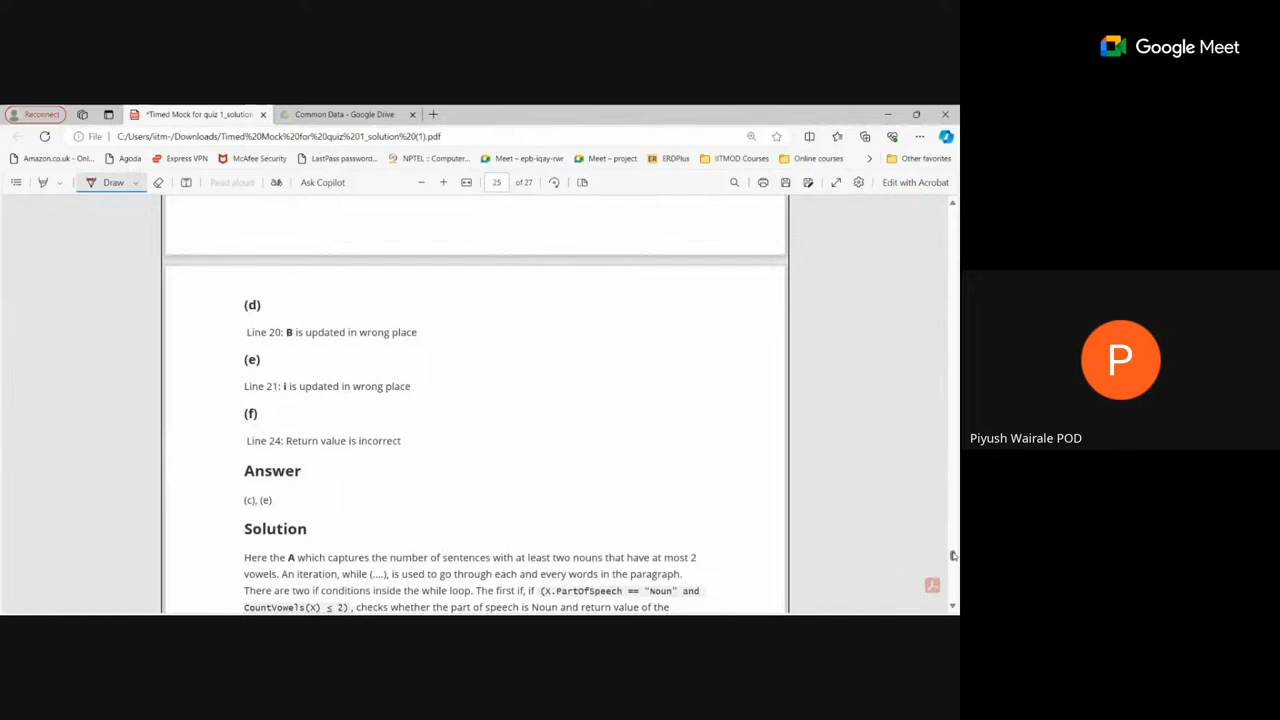 Google Meet
Reconnect
*Timed Mock for quiz 1_solution
Common Data - Google Drive
File
C:/Users/iitm-/Downloads/Timed%20Mock%20for%20quiz%201_solution%20(1).pdf
Amazon.co.uk - Onl...
Agoda
Express VPN
McAfee Security
LastPass password...
NPTEL :: Computer...
Meet – epb-iqay-rwr
Meet – project
ER ERDPlus
IITMOD Courses
Online courses
Other favorites
Draw
Read aloud
Ask Copilot
25 of 27
Edit with Acrobat
(d)
Line 20: B is updated in wrong place
(e)
Line 21: i is updated in wrong place
(f)
Line 24: Return value is incorrect
Answer
(c), (e)
Solution
Here the A which captures the number of sentences with at least two nouns that have at most 2
vowels. An iteration, while (....), is used to go through each and every words in the paragraph.
There are two if conditions inside the while loop. The first if, if (X.PartOfSpeech == "Noun" and
CountVowels(X) ≤ 2), checks whether the part of speech is Noun and return value of the
P
Piyush Wairale POD